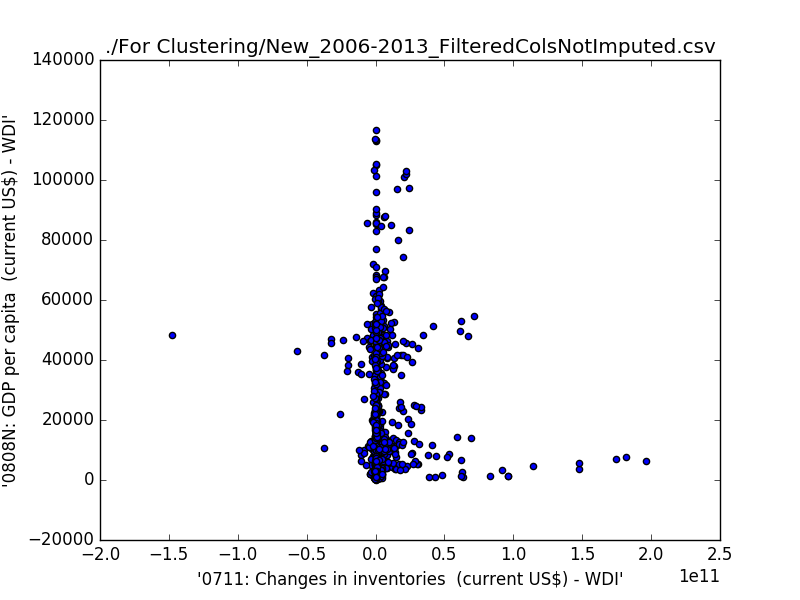 ./For Clustering/New_2006-2013_FilteredColsNotImputed.csv
140000
120000
100000
80000
60000
40000
20000
0
−20000
'0808N: GDP per capita  (current US$) - WDI'
−2.0 −1.5 −1.0 −0.5 0.0 0.5 1.0 1.5 2.0 2.5
1e11
'0711: Changes in inventories  (current US$) - WDI'